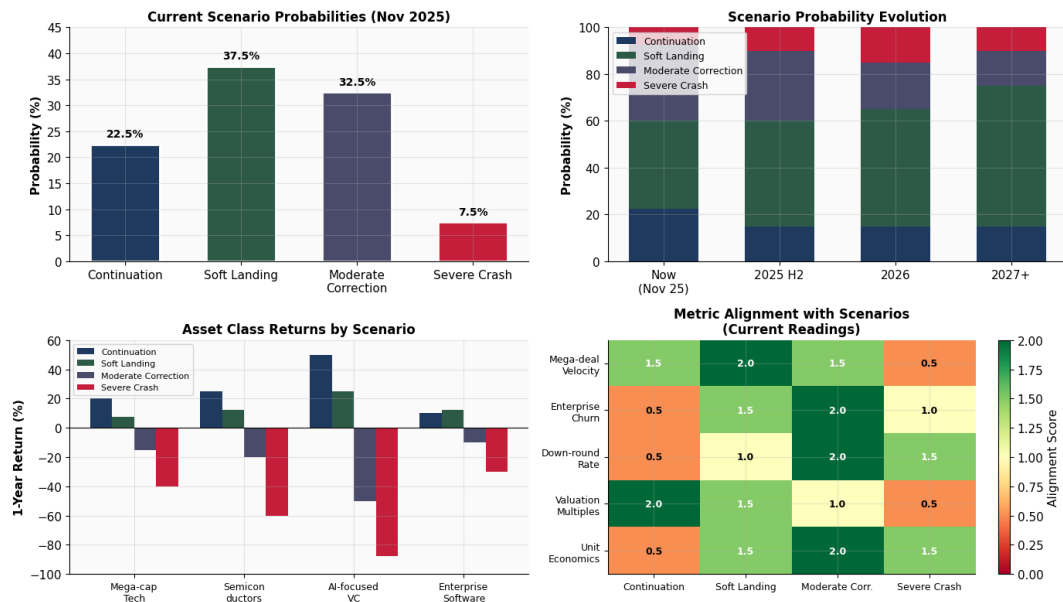 Current Scenario Probabilities (Nov 2025)
Probability (%)
45
40
35
30
25
20
15
10
5
0
22.5%
37.5%
32.5%
7.5%
Continuation
Soft Landing
Moderate
Correction
Severe Crash
Scenario Probability Evolution
Probability (%)
100
80
60
40
20
0
Continuation
Soft Landing
Moderate Correction
Severe Crash
Now
(Nov 25)
2025 H2
2026
2027+
Asset Class Returns by Scenario
1-Year Return (%)
60
40
20
0
−20
−40
−60
−80
−100
Continuation
Soft Landing
Moderate Correction
Severe Crash
Mega-cap
Tech
Semicon
ductors
AI-focused
VC
Enterprise
Software
Metric Alignment with Scenarios
(Current Readings)
Mega-deal
Velocity
1.5 2.0 1.5 0.5
Enterprise
Churn
0.5 1.5 2.0 1.0
Down-round
Rate
0.5 1.0 2.0 1.5
Valuation
Multiples
2.0 1.5 1.0 0.5
Unit
Economics
0.5 1.5 2.0 1.5
Continuation
Soft Landing
Moderate Corr.
Severe Crash
2.00
1.75
1.50
1.25
1.00
0.75
0.50
0.25
0.00
Alignment Score